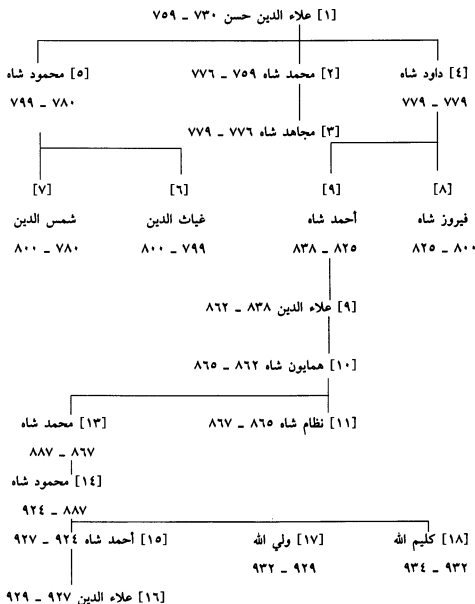 [١] علاء الدين حسن ٧٣٠ – ٧٥٩
[٤] داود شاه [٢] محمد شاه ٧٥٩ – ٧٧٦ [٥] محمود شاه
٧٧٩ – ٧٧٩ ٧٨٠ – ٧٩٩
[٣] مجاهد شاه ٧٧٦ – ٧٧٩
[٨] [٩] [٦] [٧]
فيروز شاه أحمد شاه غياث الدين شمس الدين
٨٠٠ – ٨٢٥ ٨٢٥ – ٨٣٨ ٧٩٩ – ٨٠٠ ٧٨٠ – ٨٠٠
[٩] علاء الدين ٨٣٨ – ٨٦٢
[١٠] همايون شاه ٨٦٢ – ٨٦٥
[١١] نظام شاه ٨٦٥ – ٨٦٧ [١٣] محمد شاه
٨٦٧ – ٨٨٧
[١٤] محمود شاه
٨٨٧ – ٩٢٤
[١٨] كليم الله [١٧] ولي الله [١٥] أحمد شاه ٩٢٤ – ٩٢٧
٩٣٢ – ٩٣٤ ٩٢٩ – ٩٣٢
[١٦] علاء الدين ٩٢٧ – ٩٢٩